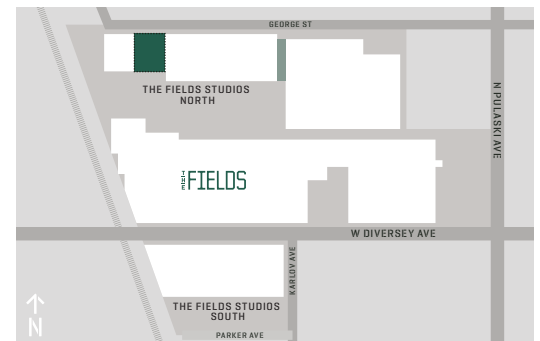 GEORGE ST
THE FIELDS STUDIOS
NORTH
N PULASKI AVE
THE FIELDS
W DIVERSEY AVE
KARLOV AVE
THE FIELDS STUDIOS
SOUTH
PARKER AVE
N